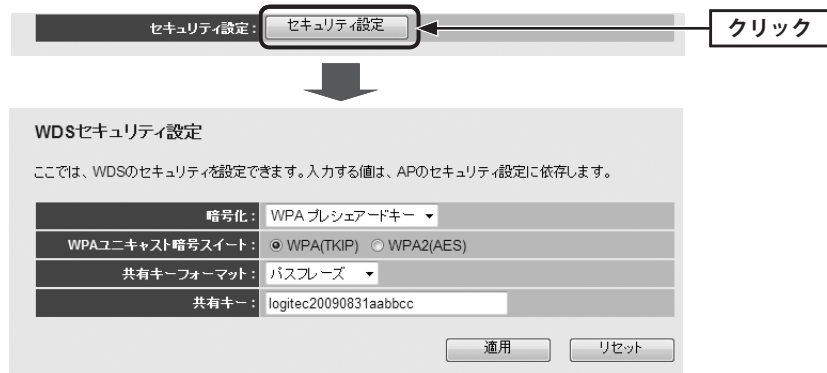 セキュリティ設定： セキュリティ設定 クリック
WDSセキュリティ設定
ここでは、WDSのセキュリティを設定できます。入力する値は、APのセキュリティ設定に依存します。
暗号化： WPA プレシェアードキー
WPAユニキャスト暗号スイート： WPA(TKIP) WPA2(AES)
共有キーフォーマット： パスフレーズ
共有キー： logitec20090831aabbcc
適用 リセット